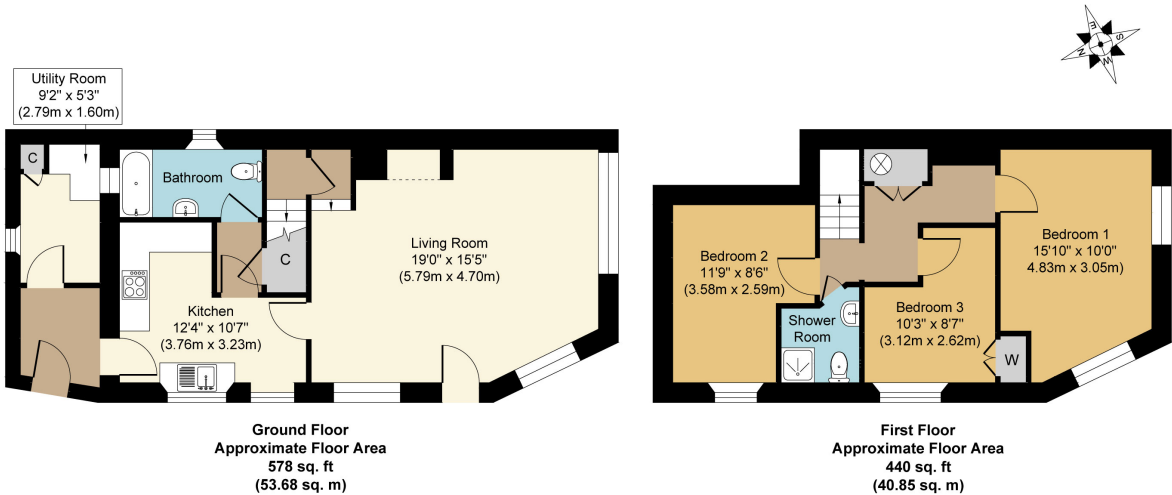 E
S
N
W
Utility Room
9'2" x 5'3"
(2.79m x 1.60m)
C
Bathroom
C
Living Room
19'0" x 15'5"
(5.79m x 4.70m)
Kitchen
12'4" x 10'7"
(3.76m x 3.23m)
Ground Floor
Approximate Floor Area
578 sq. ft
(53.68 sq. m)
Bedroom 1
15'10" x 10'0"
4.83m x 3.05m)
Bedroom 2
11'9" x 8'6"
(3.58m x 2.59m)
Bedroom 3
10'3" x 8'7"
(3.12m x 2.62m)
Shower
Room
W
First Floor
Approximate Floor Area
440 sq. ft
(40.85 sq. m)